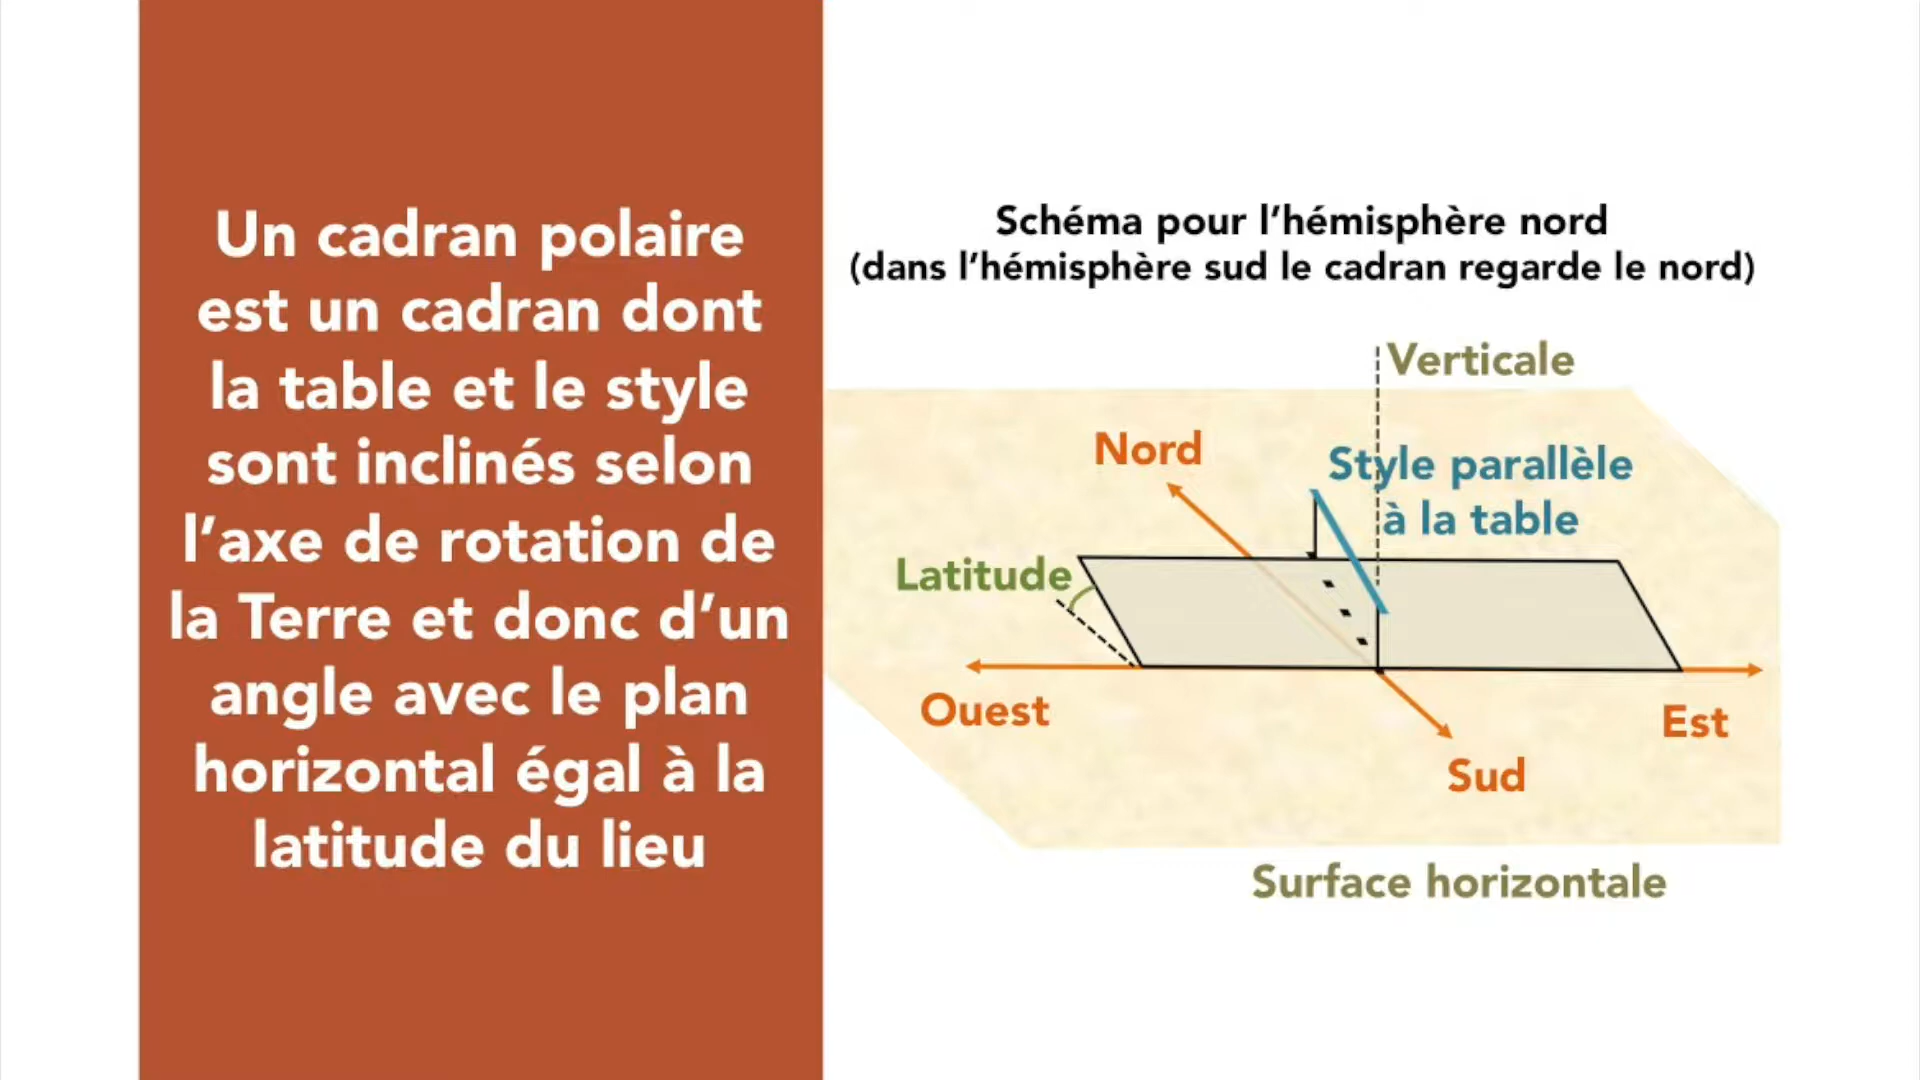 Un cadran polaire
est un cadran dont
la table et le style
sont inclinés selon
l’axe de rotation de
la Terre et donc d’un
angle avec le plan
horizontal égal à la
latitude du lieu
Schéma pour l’hémisphère nord
(dans l’hémisphère sud le cadran regarde le nord)
Verticale
Nord
Style parallèle
à la table
Latitude
Ouest
Est
Sud
Surface horizontale